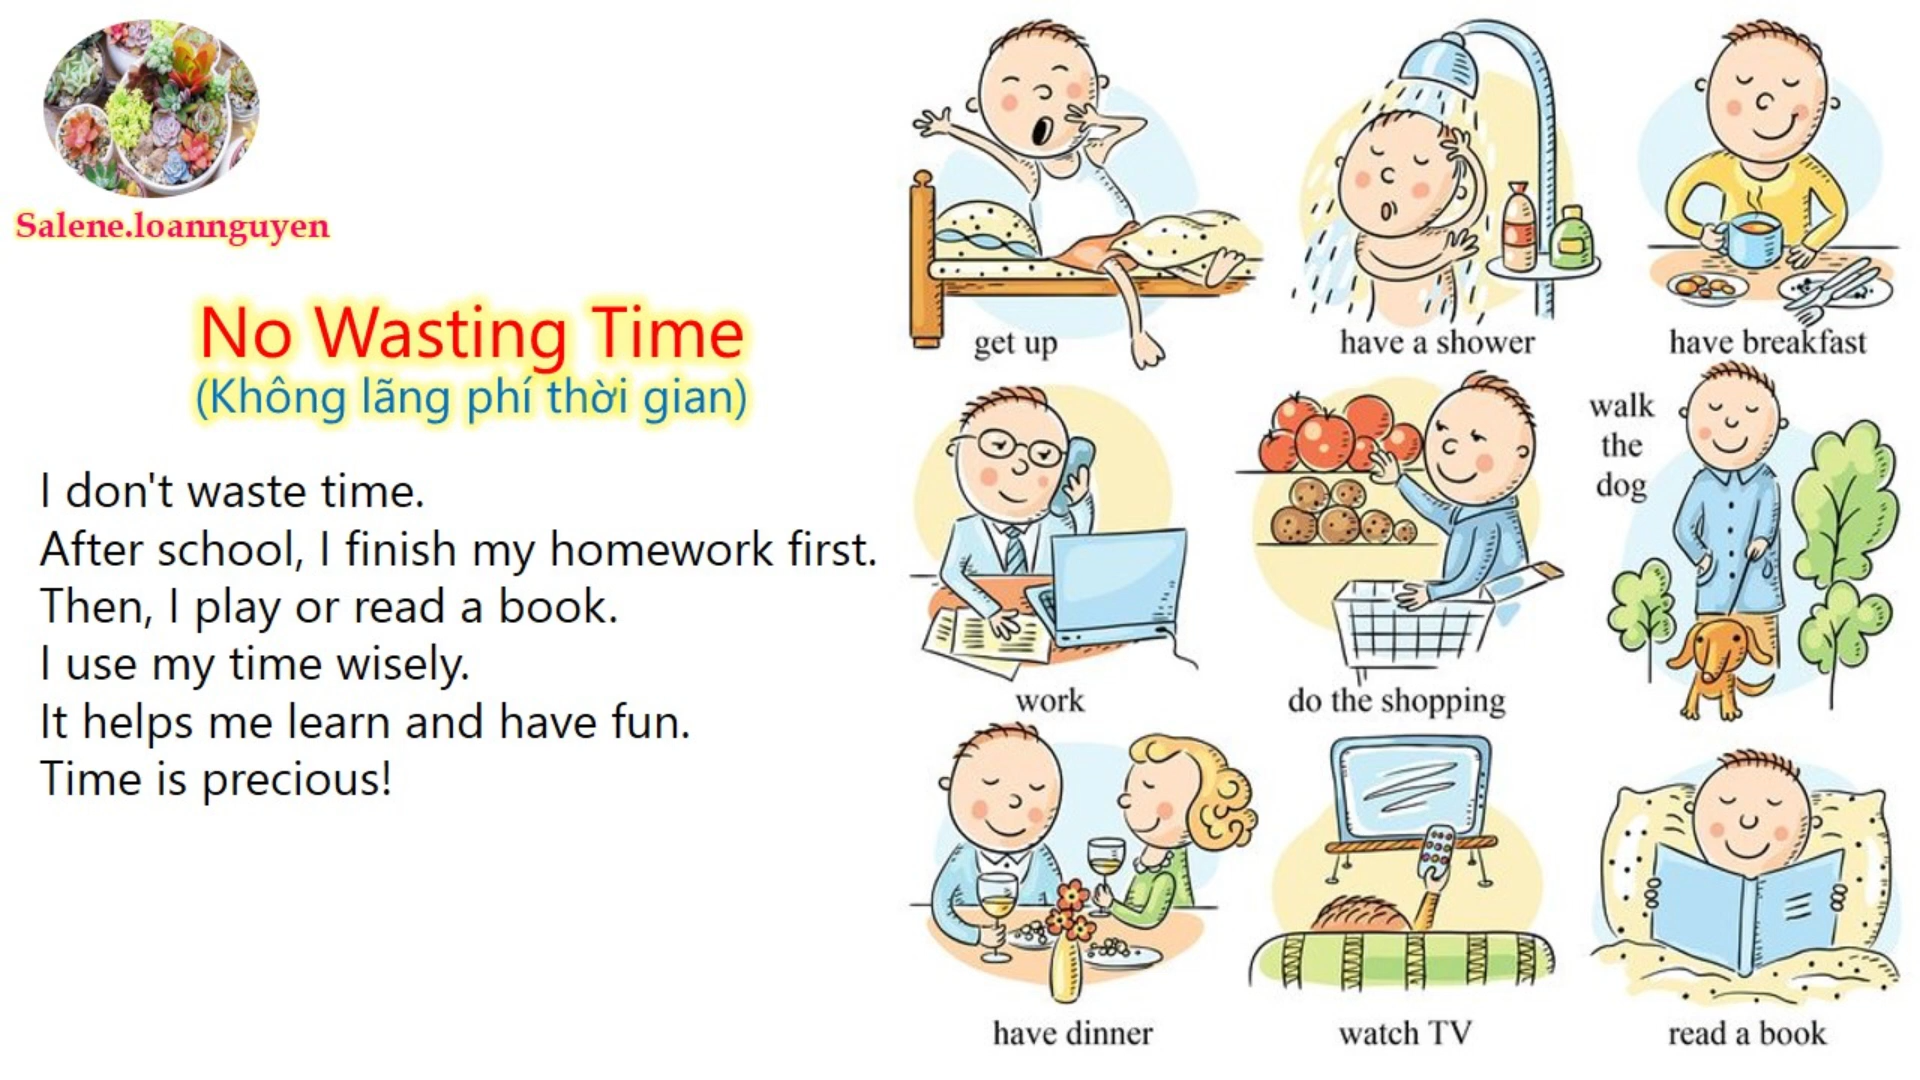 Salene.loannguyen
No Wasting Time
(Không lãng phí thời gian)
I don't waste time.
After school, I finish my homework first.
Then, I play or read a book.
I use my time wisely.
It helps me learn and have fun.
Time is precious!
get up
have a shower
have breakfast
work
do the shopping
walk
the
dog
have dinner
watch TV
read a book